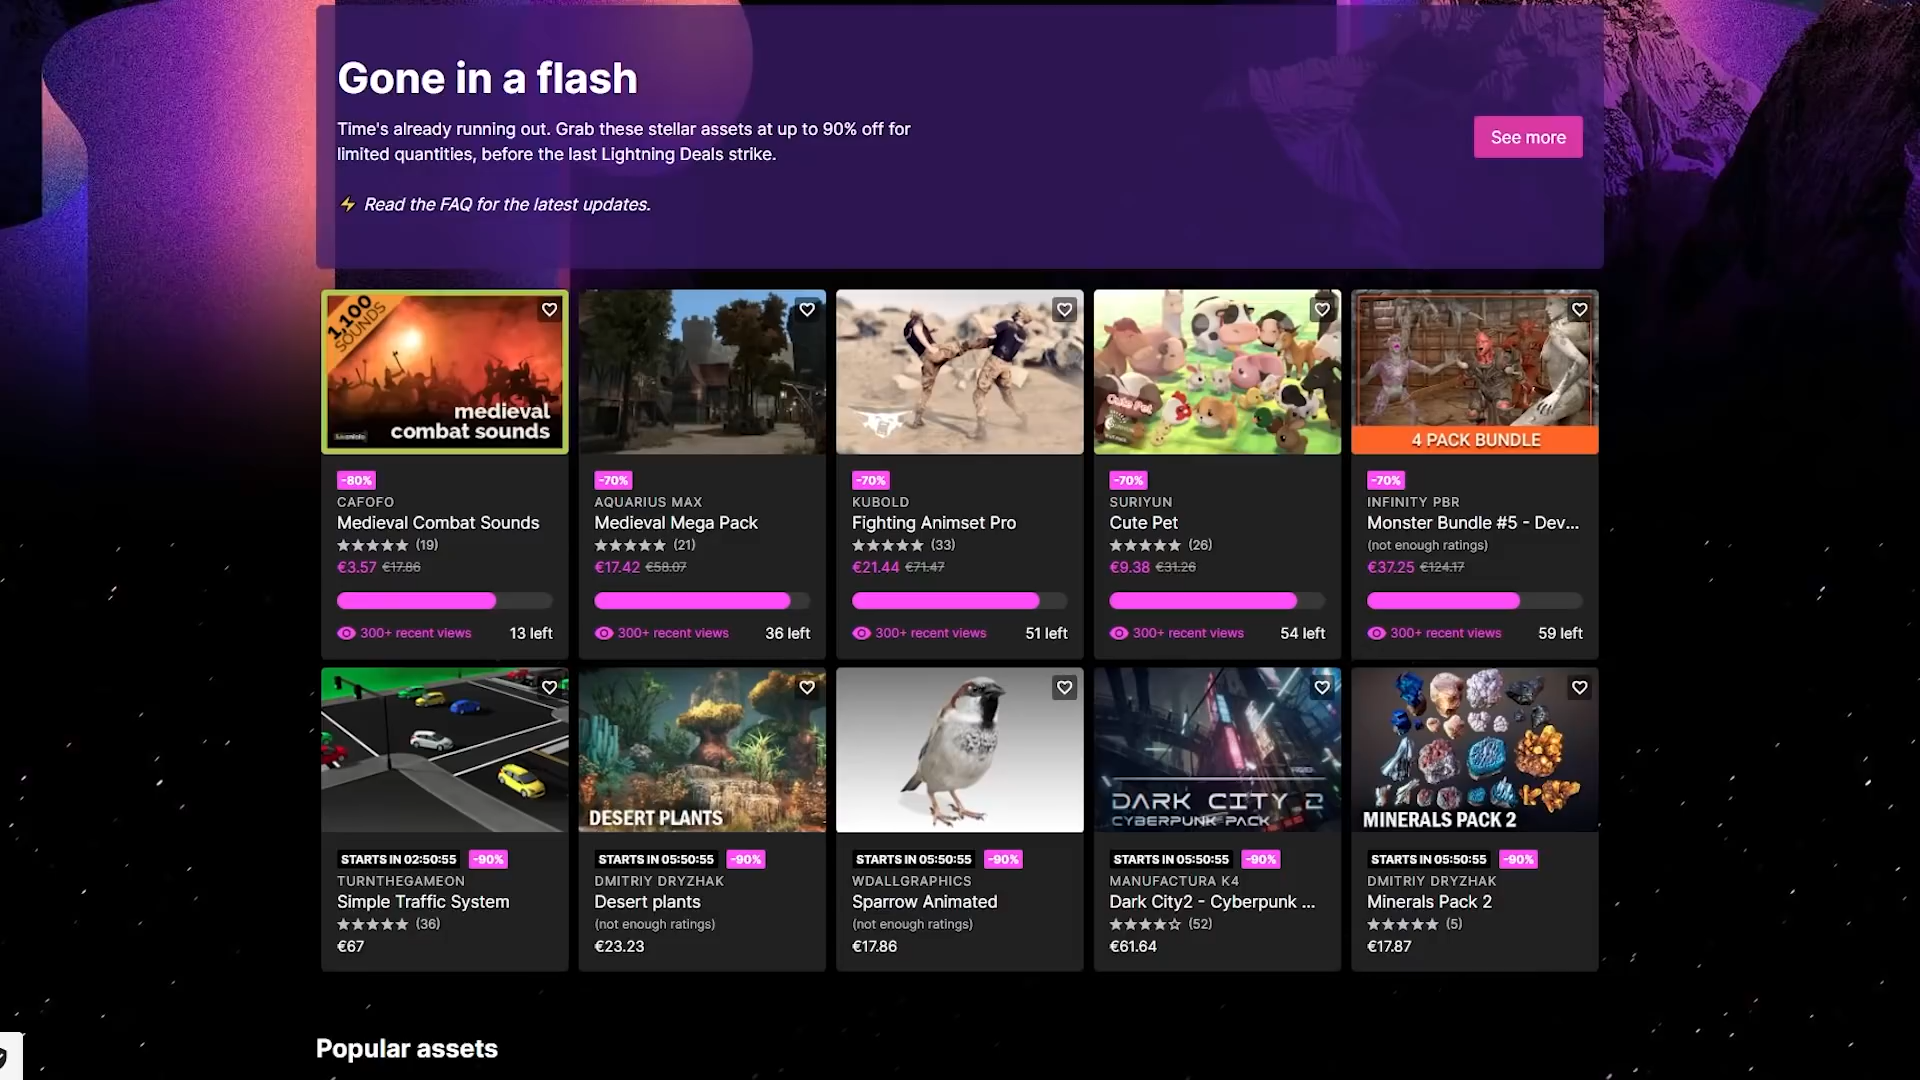 Gone in a flash
Time's already running out. Grab these stellar assets at up to 90% off for
limited quantities, before the last Lightning Deals strike.
⚡ Read the FAQ for the latest updates.
See more
1,100
SOUNDS
medieval
combat sounds
-80%
CAFOFO
Medieval Combat Sounds
(19)
€3.57 €17.86
300+ recent views 13 left
-70%
AQUARIUS MAX
Medieval Mega Pack
(21)
€17.42 €58.07
300+ recent views 36 left
-70%
KUBOLD
Fighting Animset Pro
(33)
€21.44 €71.47
300+ recent views 51 left
Cute Pet
-70%
SURIYUN
Cute Pet
(26)
€9.38 €31.26
300+ recent views 54 left
4 PACK BUNDLE
-70%
INFINITY PBR
Monster Bundle #5 - Dev...
(not enough ratings)
€37.25 €124.17
300+ recent views 59 left
STARTS IN 02:50:55 -90%
TURNTHEGAMEON
Simple Traffic System
(36)
€67
DESERT PLANTS
STARTS IN 05:50:55 -90%
DMITRIY DRYZHAK
Desert plants
(not enough ratings)
€23.23
STARTS IN 05:50:55 -90%
WDALLGRAPHICS
Sparrow Animated
(not enough ratings)
€17.86
DARK CITY 2
CYBERPUNK PACK
STARTS IN 05:50:55 -90%
MANUFACTURA K4
Dark City2 - Cyberpunk ...
(52)
€61.64
MINERALS PACK 2
STARTS IN 05:50:55 -90%
DMITRIY DRYZHAK
Minerals Pack 2
(5)
€17.87
Popular assets